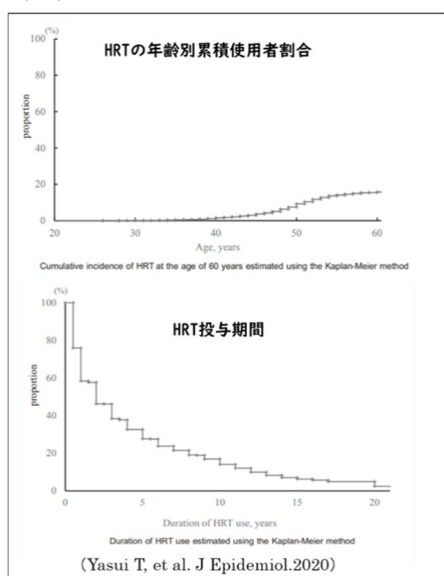 HRTの年齢別累積使用者割合
(%)
100
80
60
40
20
0
proportion
20
30
40
50
60
Age, years
Cumulative incidence of HRT at the age of 60 years estimated using the Kaplan-Meier method
HRT投与期間
(%)
100
80
60
40
20
0
proportion
0
5
10
15
20
Duration of HRT use, years
Duration of HRT use estimated using the Kaplan-Meier method
(Yasui T, et al. J Epidemiol.2020)